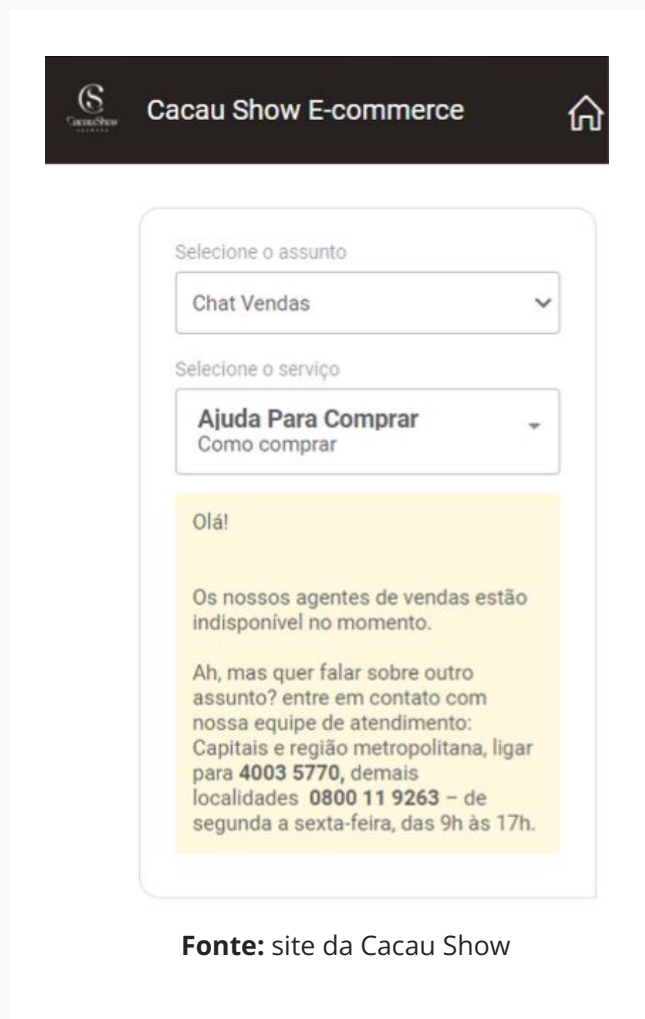 CacauShow
Cacau Show E-commerce
Selecione o assunto
Chat Vendas
Selecione o serviço
Ajuda Para Comprar
Como comprar
Olá!
Os nossos agentes de vendas estão
indisponível no momento.
Ah, mas quer falar sobre outro
assunto? entre em contato com
nossa equipe de atendimento:
Capitais e região metropolitana, ligar
para 4003 5770, demais
localidades 0800 11 9263 – de
segunda a sexta-feira, das 9h às 17h.
Fonte: site da Cacau Show